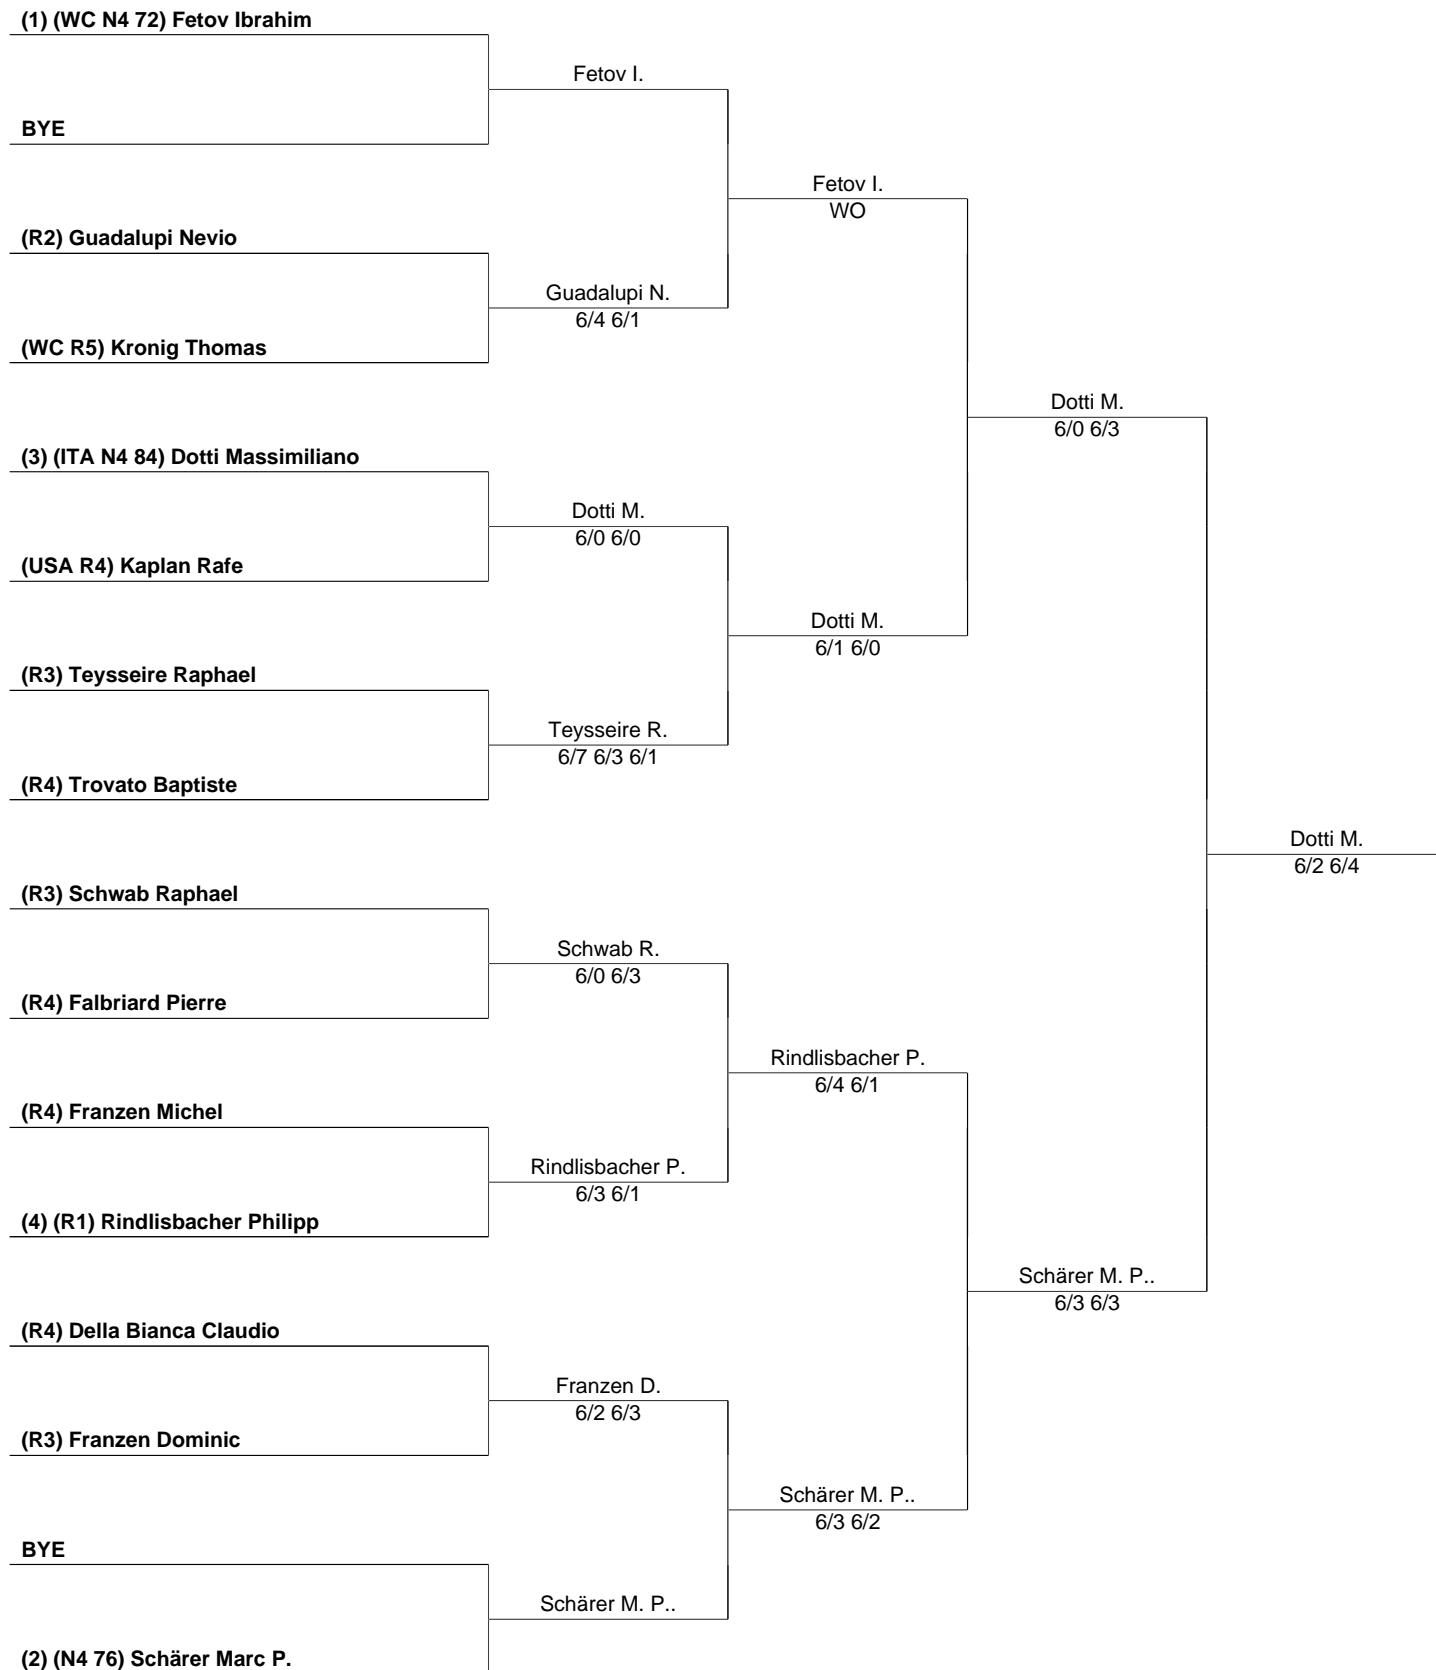 (1) (WC N4 72) Fetov Ibrahim
Fetov I.
BYE
Fetov I.
WO
(R2) Guadalupi Nevio
Guadalupi N.
6/4 6/1
(WC R5) Kronig Thomas
Dotti M.
6/0 6/3
(3) (ITA N4 84) Dotti Massimiliano
Dotti M.
6/0 6/0
(USA R4) Kaplan Rafe
Dotti M.
6/1 6/0
(R3) Teysseire Raphael
Teysseire R.
6/7 6/3 6/1
(R4) Trovato Baptiste
Dotti M.
6/2 6/4
(R3) Schwab Raphael
Schwab R.
6/0 6/3
(R4) Falbriard Pierre
Rindlisbacher P.
6/4 6/1
(R4) Franzen Michel
Rindlisbacher P.
6/3 6/1
(4) (R1) Rindlisbacher Philipp
Schärer M. P..
6/3 6/3
(R4) Della Bianca Claudio
Franzen D.
6/2 6/3
(R3) Franzen Dominic
Schärer M. P..
6/3 6/2
BYE
Schärer M. P..
(2) (N4 76) Schärer Marc P.